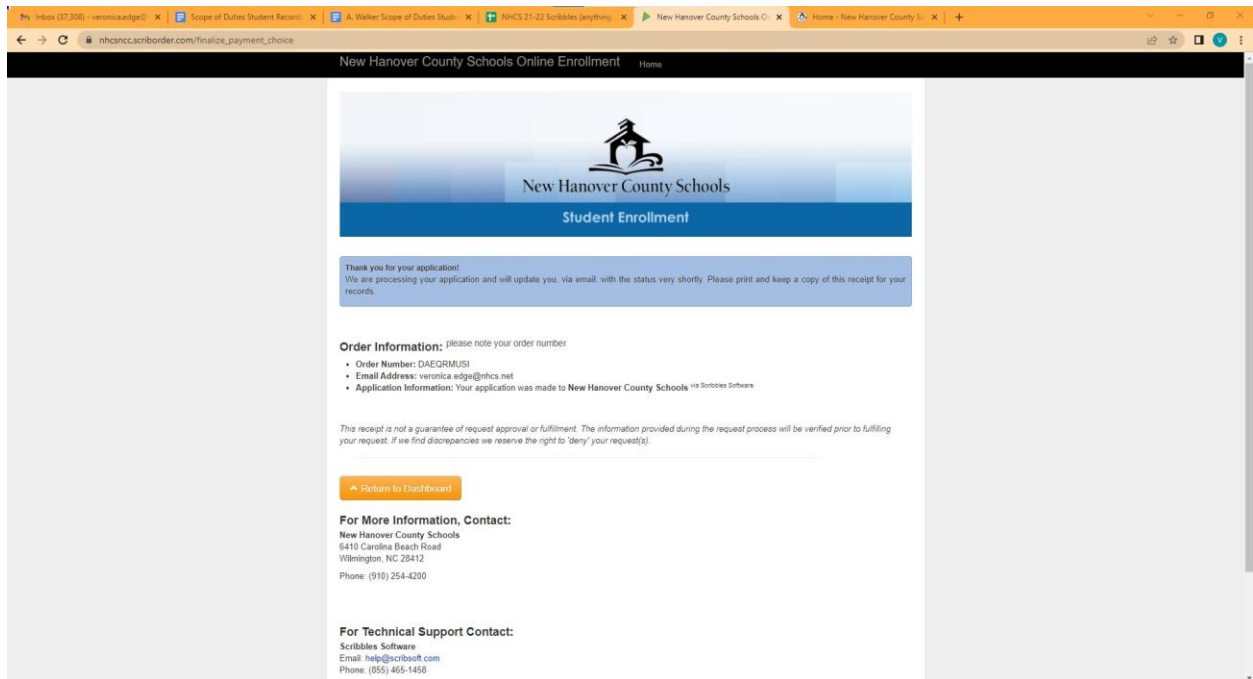 Inbox (37,308) - veronica.edge@
Scope of Duties Student Records
A. Walker Scope of Duties Stude
NHCS 21-22 Scribbles (anything
New Hanover County Schools O
Home - New Hanover County Sc
nhcsncc.scriborder.com/finalize_payment_choice
V
New Hanover County Schools Online Enrollment Home
New Hanover County Schools
Student Enrollment
Thank you for your application!
We are processing your application and will update you, via email, with the status very shortly. Please print and keep a copy of this receipt for your
records.
Order Information: please note your order number
• Order Number: DAEQRMUSI
• Email Address: veronica.edge@nhcs.net
• Application Information: Your application was made to New Hanover County Schools via Scribbles Software.
This receipt is not a guarantee of request approval or fulfillment. The information provided during the request process will be verified prior to fulfilling
your request. If we find discrepancies we reserve the right to 'deny' your request(s).
Return to Dashboard
For More Information, Contact:
New Hanover County Schools
6410 Carolina Beach Road
Wilmington, NC 28412
Phone: (910) 254-4200
For Technical Support Contact:
Scribbles Software
Email: help@scribsoft.com
Phone: (855) 465-1458